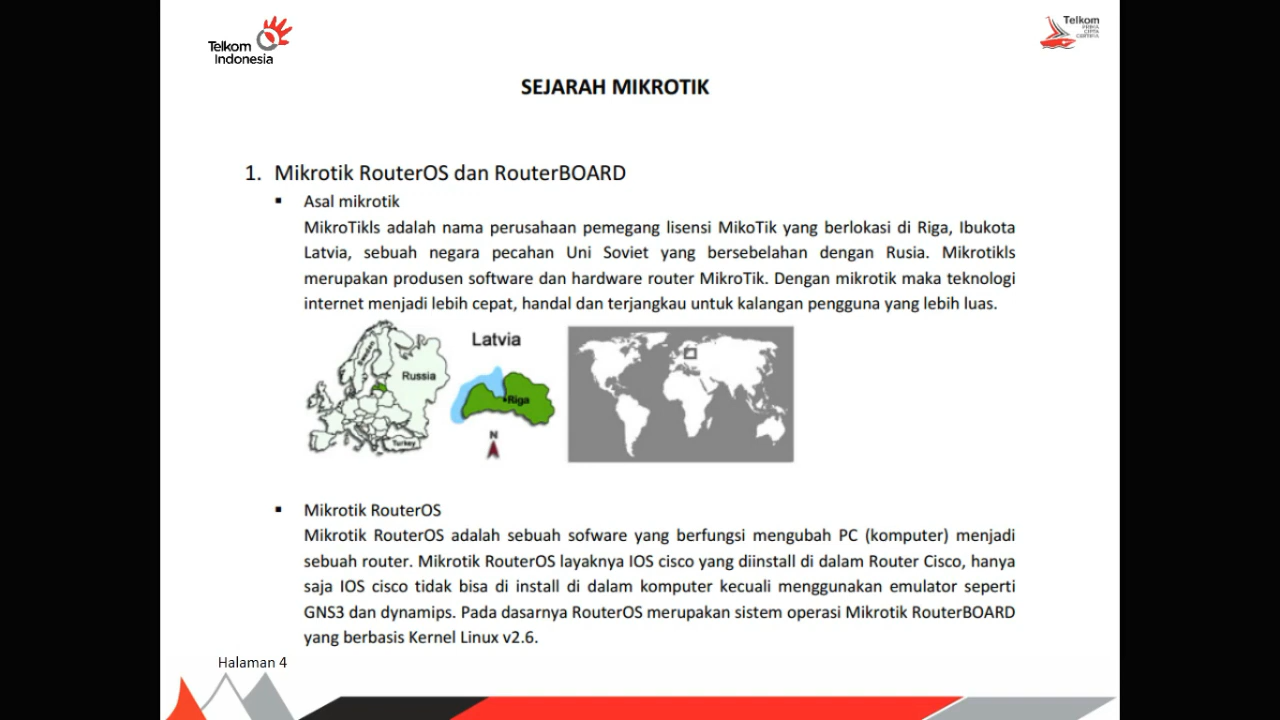 Telkom
Indonesia
Telkom
SEJARAH MIKROTIK
1. Mikrotik RouterOS dan RouterBOARD
▪ Asal mikrotik
MikroTikls adalah nama perusahaan pemegang lisensi MikoTik yang berlokasi di Riga, Ibukota
Latvia, sebuah negara pecahan Uni Soviet yang bersebelahan dengan Rusia. Mikrotikls
merupakan produsen software dan hardware router MikroTik. Dengan mikrotik maka teknologi
internet menjadi lebih cepat, handal dan terjangkau untuk kalangan pengguna yang lebih luas.
Latvia
Russia
Riga
Turkey
N
▪ Mikrotik RouterOS
Mikrotik RouterOS adalah sebuah sofware yang berfungsi mengubah PC (komputer) menjadi
sebuah router. Mikrotik RouterOS layaknya IOS cisco yang diinstall di dalam Router Cisco, hanya
saja IOS cisco tidak bisa di install di dalam komputer kecuali menggunakan emulator seperti
GNS3 dan dynamips. Pada dasarnya RouterOS merupakan sistem operasi Mikrotik RouterBOARD
yang berbasis Kernel Linux v2.6.
Halaman 4